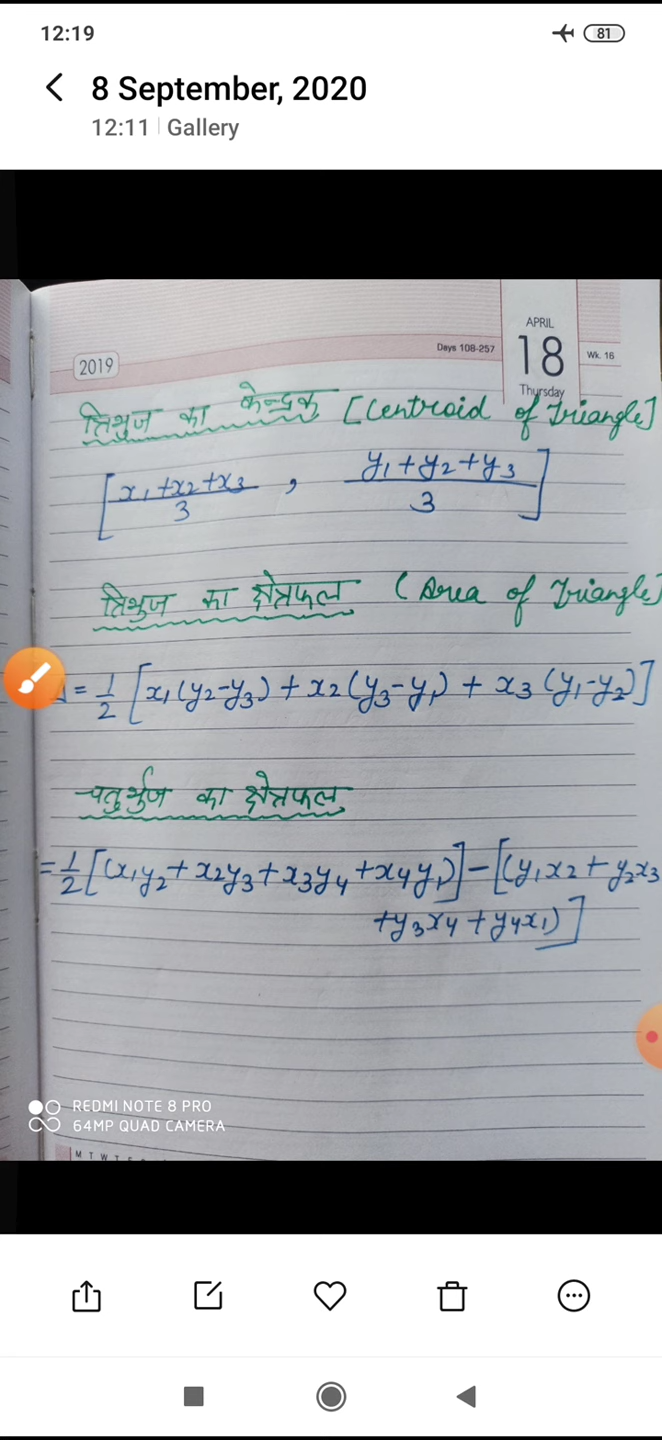 12:19
81
8 September, 2020
12:11 | Gallery
APRIL
2019
Days 108-257
18
Wk. 16
Thursday
त्रिभुज का केन्द्रक [Centroid of Triangle]
[x₁+x₂+x₃/3 , y₁+y₂+y₃/3]
त्रिभुज का क्षेत्रफल (Area of Triangle)
= 1/2 [x₁(y₂-y₃) + x₂(y₃-y₁) + x₃(y₁-y₂)]
चतुर्भुज का क्षेत्रफल
= 1/2 [(x₁y₂+x₂y₃+x₃y₄+x₄y₁)] - [(y₁x₂+y₂x₃
+y₃x₄+y₄x₁)]
REDMI NOTE 8 PRO
64MP QUAD CAMERA
M T W T